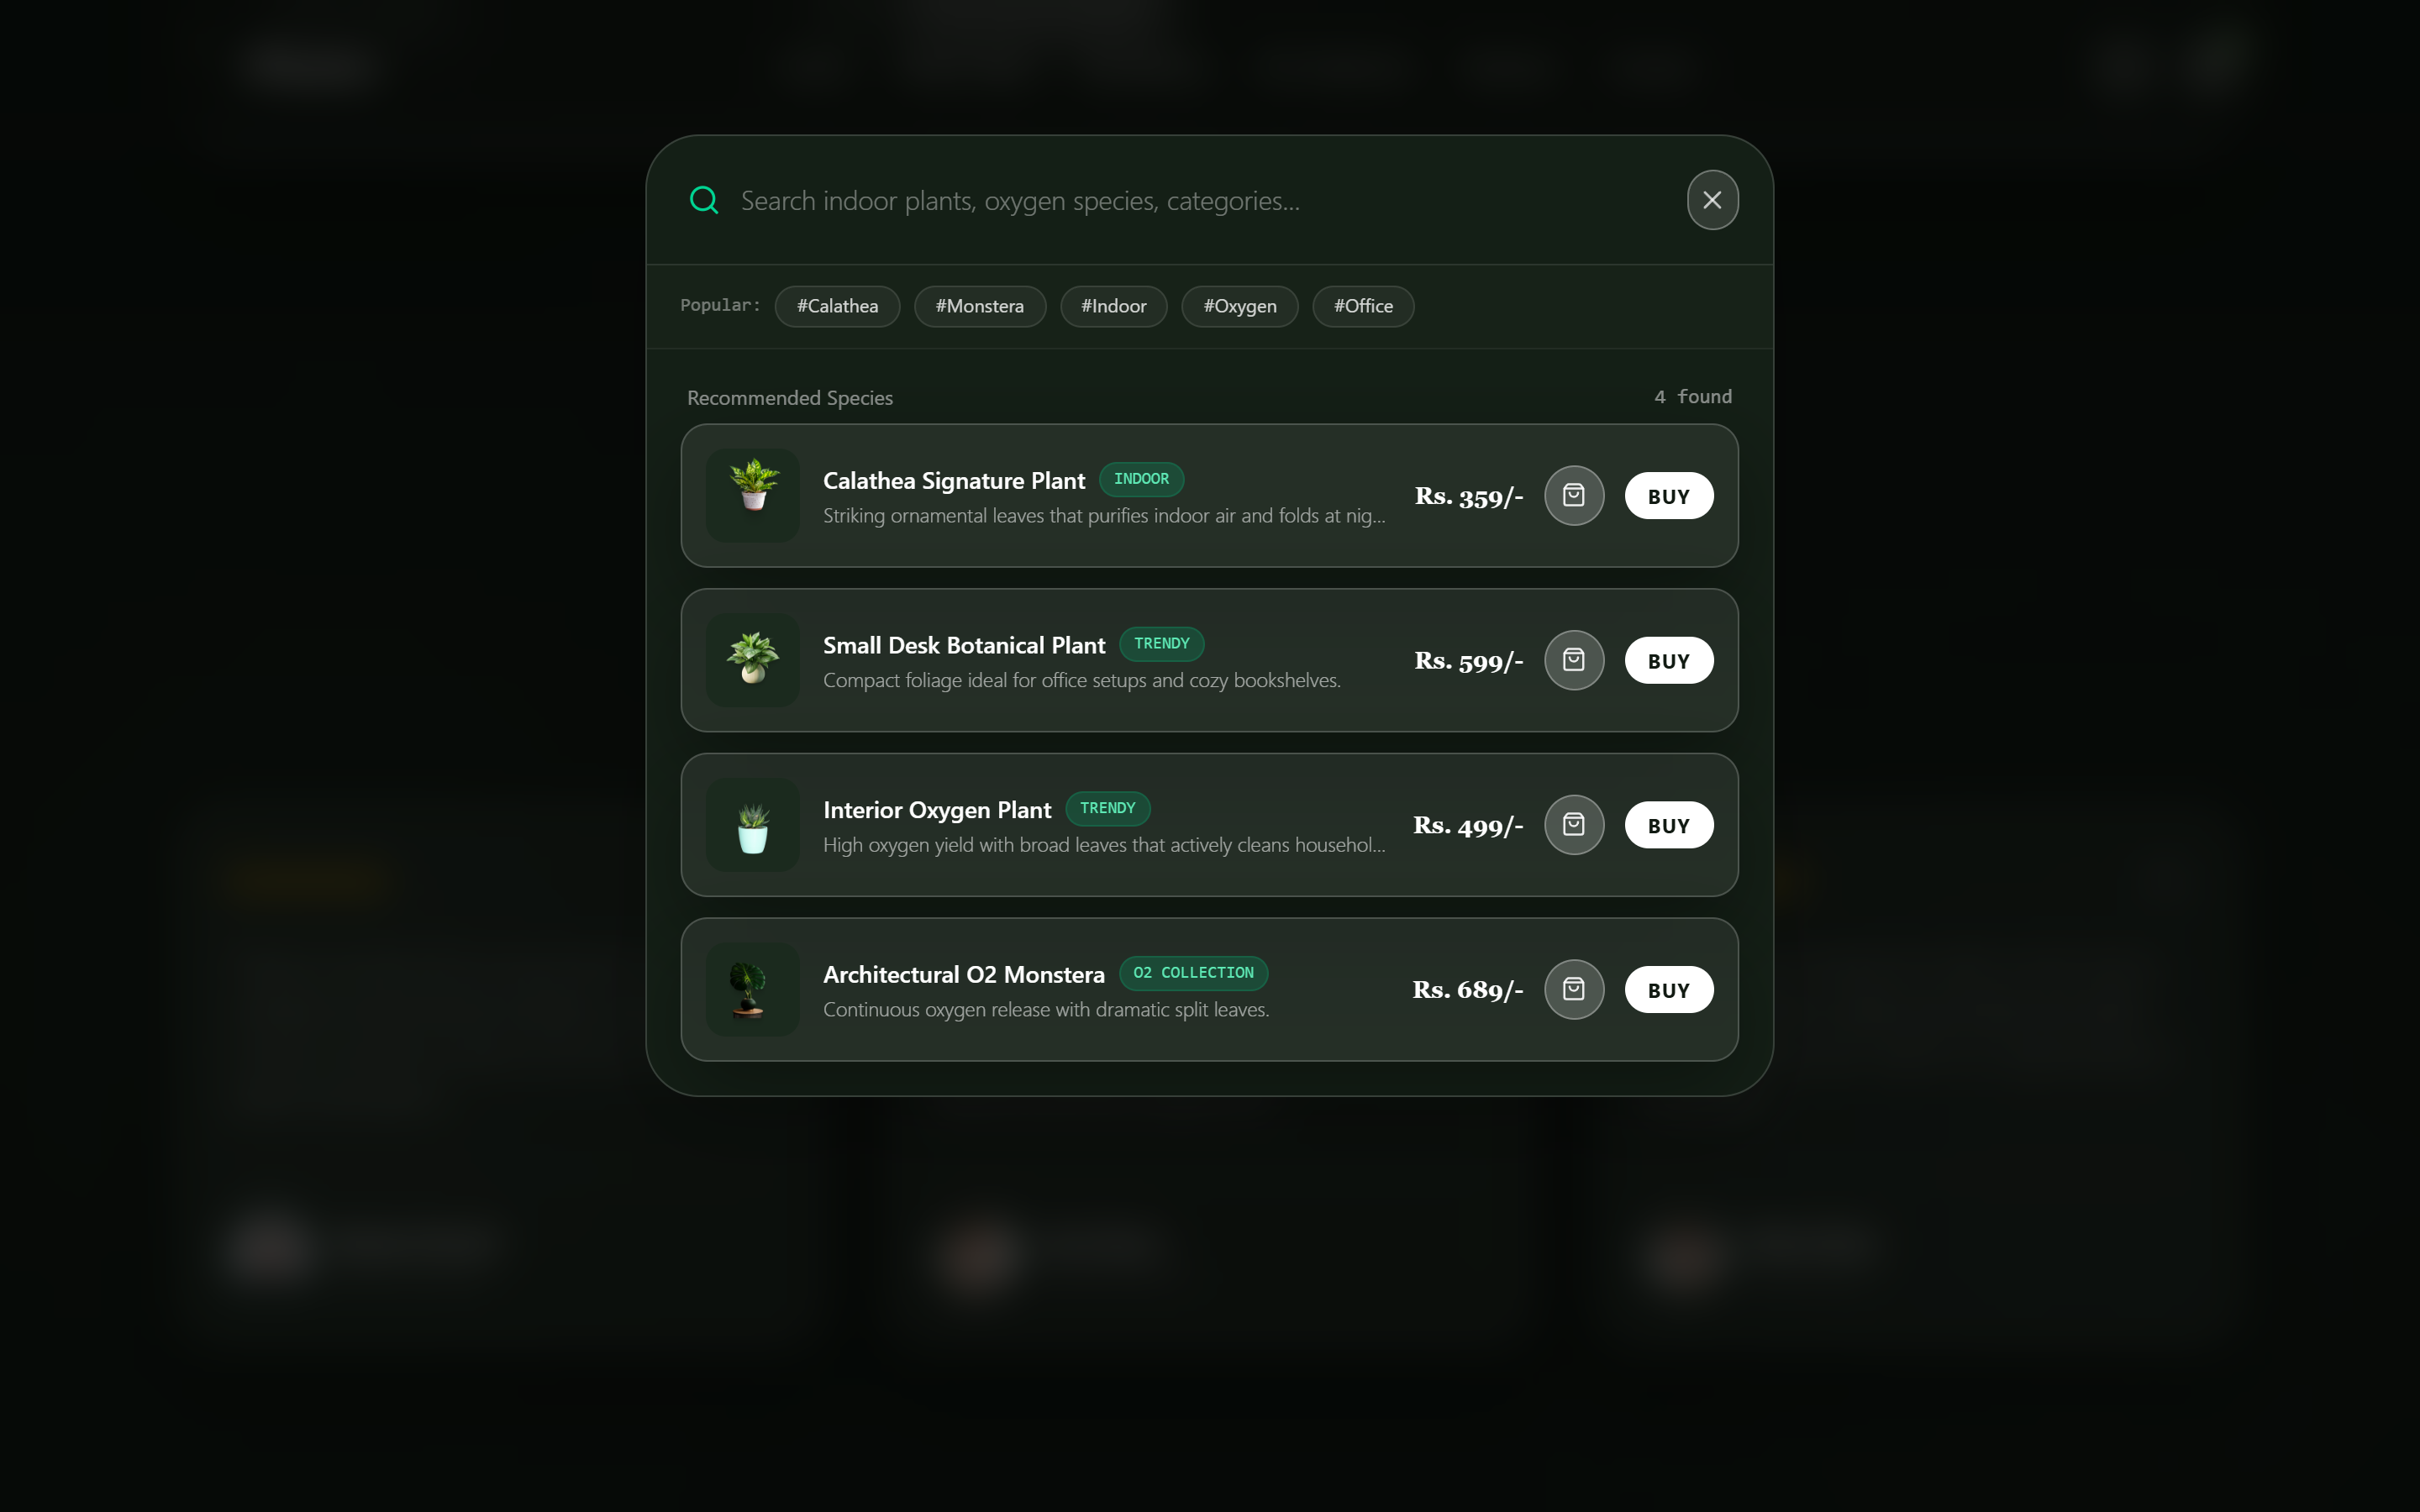 Search indoor plants, oxygen species, categories...
Popular: #Calathea #Monstera #Indoor #Oxygen #Office
Recommended Species 4 found
Calathea Signature Plant INDOOR
Striking ornamental leaves that purifies indoor air and folds at nig...
Rs. 359/- BUY
Small Desk Botanical Plant TRENDY
Compact foliage ideal for office setups and cozy bookshelves.
Rs. 599/- BUY
Interior Oxygen Plant TRENDY
High oxygen yield with broad leaves that actively cleans househol...
Rs. 499/- BUY
Architectural O2 Monstera O2 COLLECTION
Continuous oxygen release with dramatic split leaves.
Rs. 689/- BUY